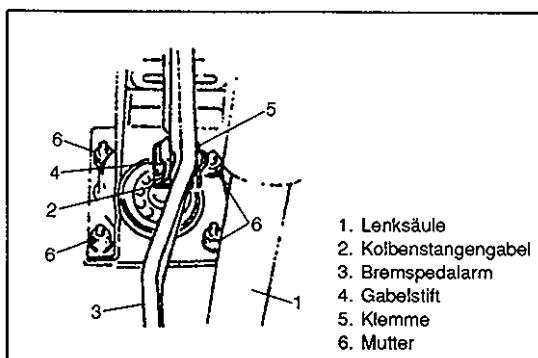 5
6
4
2
6
6
3
1
1. Lenksäule
2. Kolbenstangengabel
3. Bremspedalarm
4. Gabelstift
5. Klemme
6. Mutter